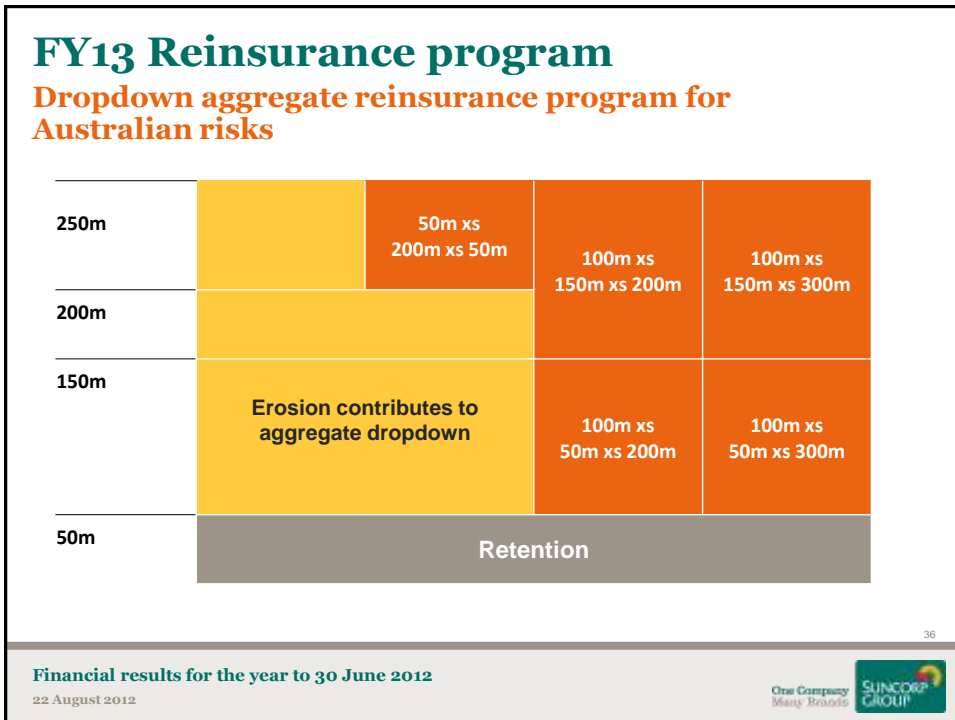 FY13 Reinsurance program
Dropdown aggregate reinsurance program for
Australian risks
250m
50m xs
200m xs 50m
100m xs
150m xs 200m
100m xs
150m xs 300m
200m
150m
Erosion contributes to
aggregate dropdown
100m xs
50m xs 200m
100m xs
50m xs 300m
50m
Retention
36
Financial results for the year to 30 June 2012
22 August 2012
One Company
Many Brands
SUNCORP
GROUP